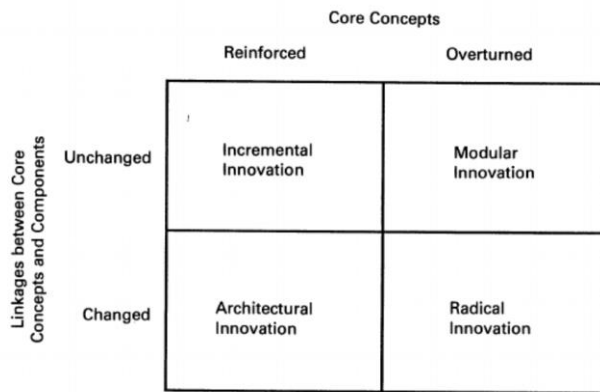 Core Concepts
Reinforced
Overturned
Linkages between Core
Concepts and Components
Unchanged
Incremental
Innovation
Modular
Innovation
Changed
Architectural
Innovation
Radical
Innovation